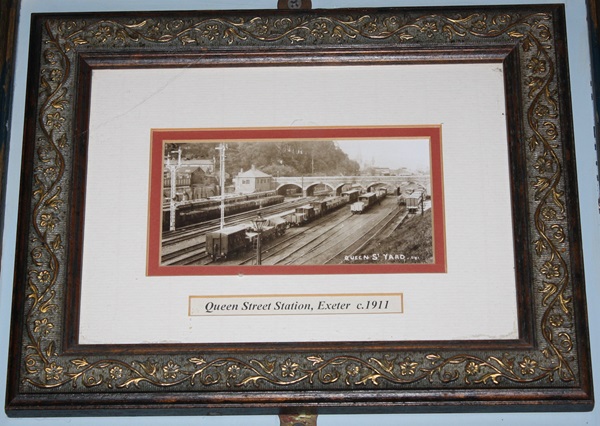 QUEEN St YARD.
Queen Street Station, Exeter c.1911